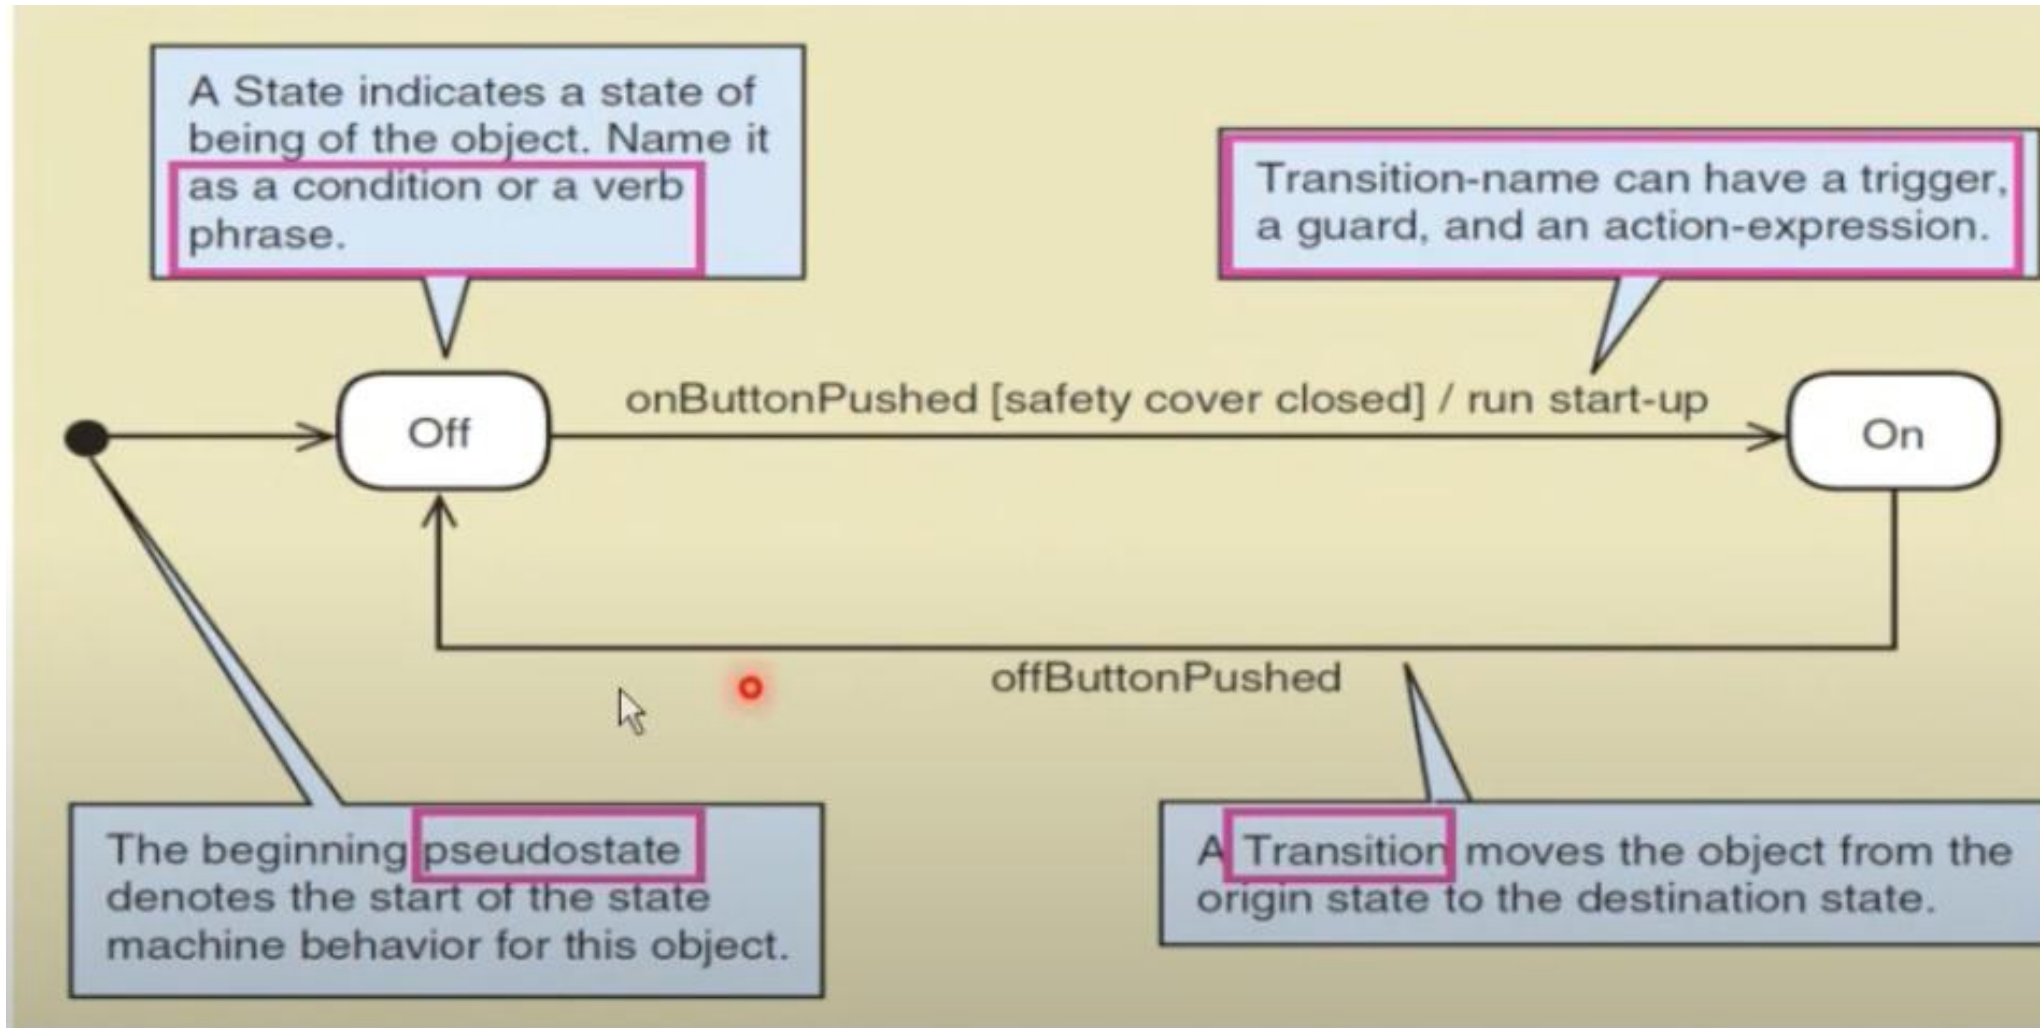 A State indicates a state of
being of the object. Name it
as a condition or a verb
phrase.
Transition-name can have a trigger,
a guard, and an action-expression.
onButtonPushed [safety cover closed] / run start-up
Off
On
offButtonPushed
The beginning pseudostate
denotes the start of the state
machine behavior for this object.
A Transition moves the object from the
origin state to the destination state.